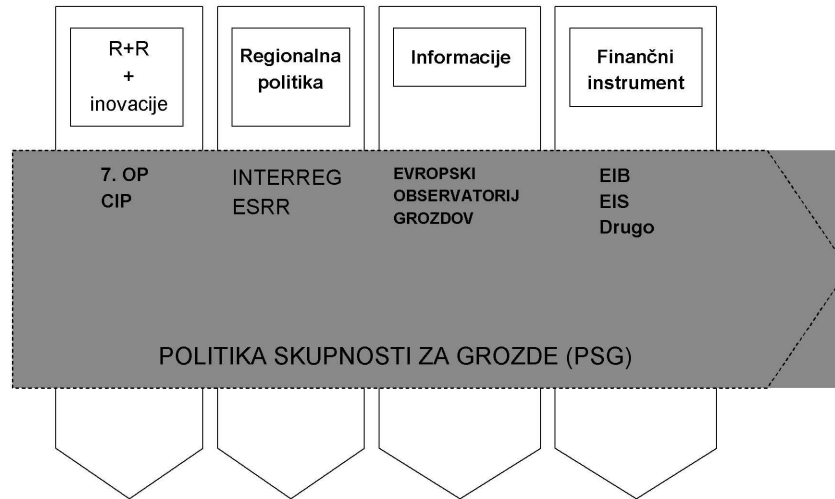 R+R
+
inovacije
Regionalna
politika
Informacije
Finančni
instrument
7. OP
CIP
INTERREG
ESRR
EVROPSKI
OBSERVATORIJ
GROZDOV
EIB
EIS
Drugo
POLITIKA SKUPNOSTI ZA GROZDE (PSG)